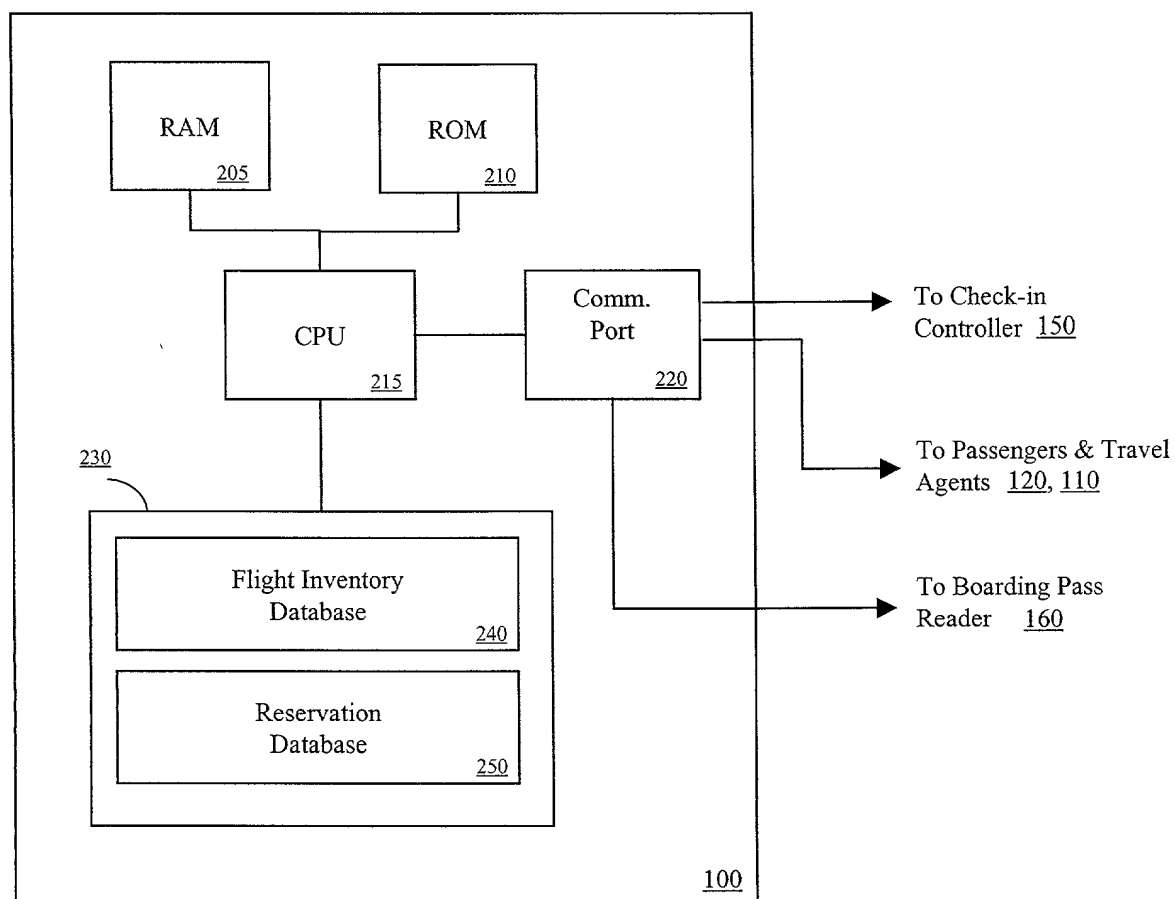 RAM
205
ROM
210
CPU
215
Comm.
Port
220
To Check-in
Controller 150
To Passengers & Travel
Agents 120, 110
To Boarding Pass
Reader 160
230
Flight Inventory
Database
240
Reservation
Database
250
100